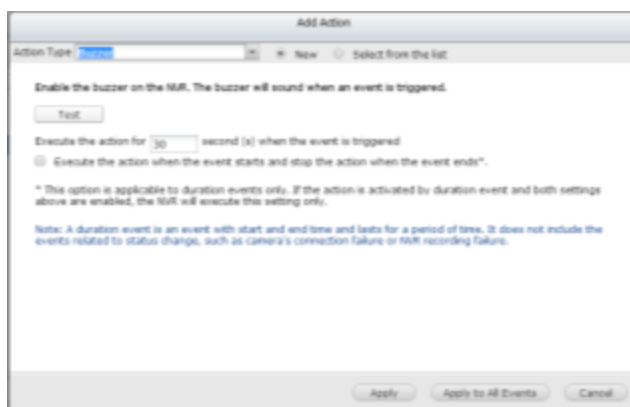 Add Action
Action Type Buzzer New Select from the list
Enable the buzzer on the NVR. The buzzer will sound when an event is triggered.
Test
Execute the action for 30 second (s) when the event is triggered
Execute the action when the event starts and stop the action when the event ends*.
* This option is applicable to duration events only. If the action is activated by duration event and both settings
above are enabled, the NVR will execute this setting only.
Note: A duration event is an event with start and end time and lasts for a period of time. It does not include the
events related to status change, such as camera's connection failure or NVR recording failure.
Apply Apply to All Events Cancel